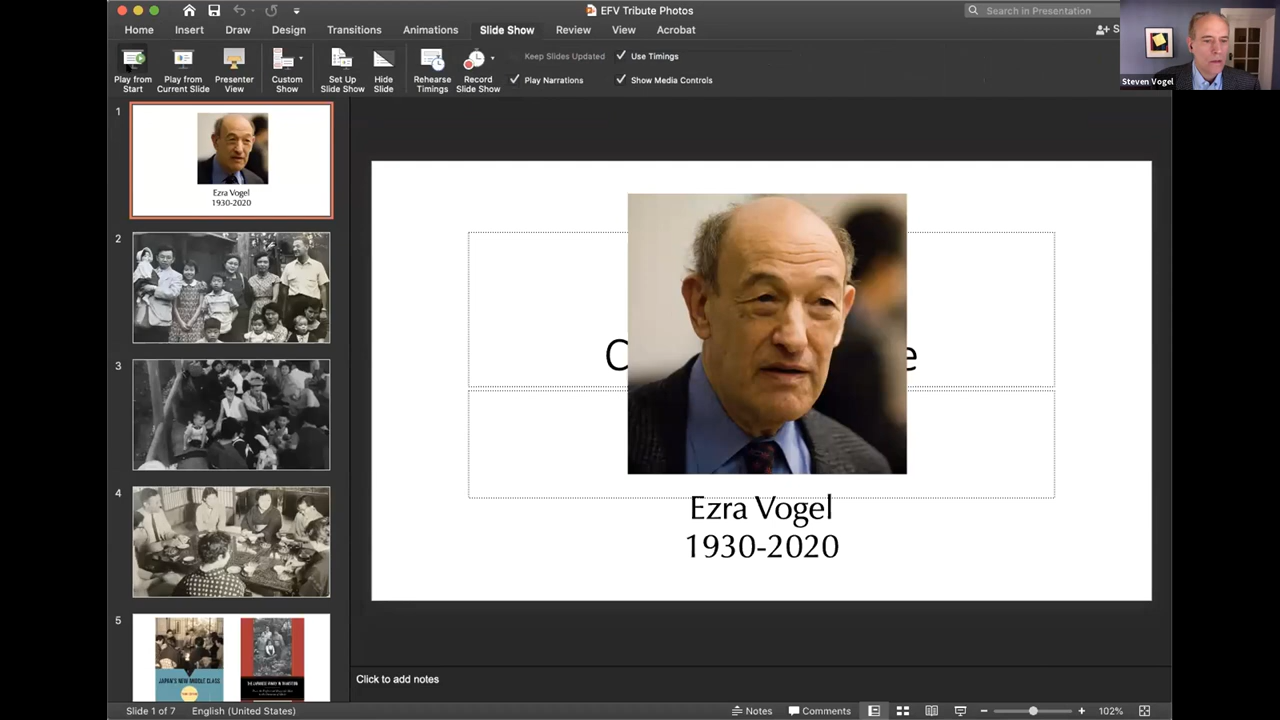 EFV Tribute Photos
Search in Presentation
Home Insert Draw Design Transitions Animations Slide Show Review View Acrobat
S
Play from Start
Play from Current Slide
Presenter View
Custom Show
Set Up Slide Show
Hide Slide
Rehearse Timings
Record Slide Show
Keep Slides Updated
Use Timings
Play Narrations
Show Media Controls
Steven Vogel
1
Ezra Vogel
1930-2020
2
3
4
5
JAPAN'S NEW MIDDLE CLASS
C e
Ezra Vogel
1930-2020
Click to add notes
Slide 1 of 7 English (United States) Notes Comments 102%